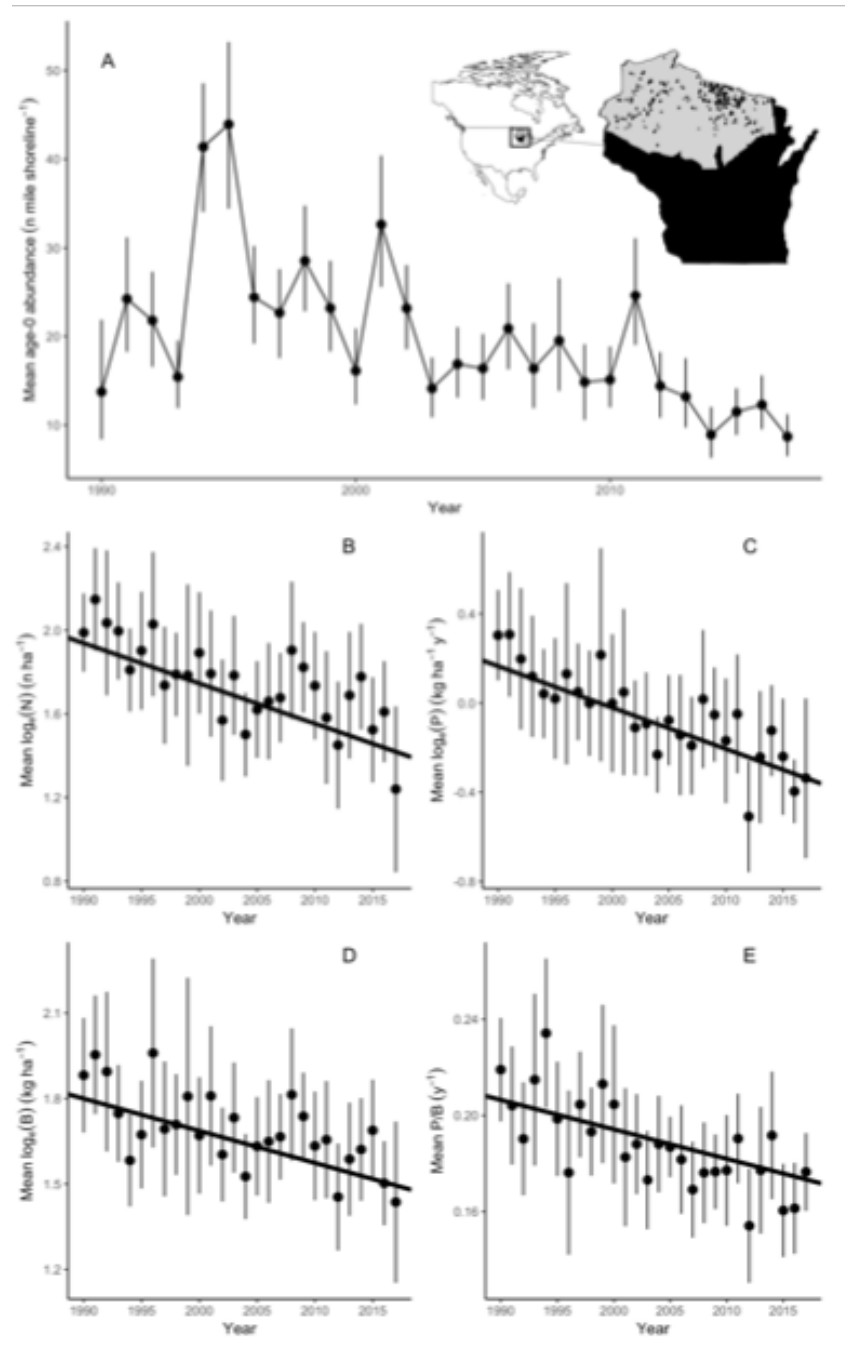 A
50
40
30
20
10
Mean age-0 abundance (n mile shoreline⁻¹)
1990 2000 2010
Year
B
2.4
2.0
1.6
1.2
0.8
Mean logₑ(N) (n ha⁻¹)
1990 1995 2000 2005 2010 2015
Year
C
0.4
0.0
-0.4
-0.8
Mean logₑ(P) (kg ha⁻¹ y⁻¹)
1990 1995 2000 2005 2010 2015
Year
D
2.1
1.8
1.5
1.2
Mean logₑ(B) (kg ha⁻¹)
1990 1995 2000 2005 2010 2015
Year
E
0.24
0.20
0.16
Mean P/B (y⁻¹)
1990 1995 2000 2005 2010 2015
Year